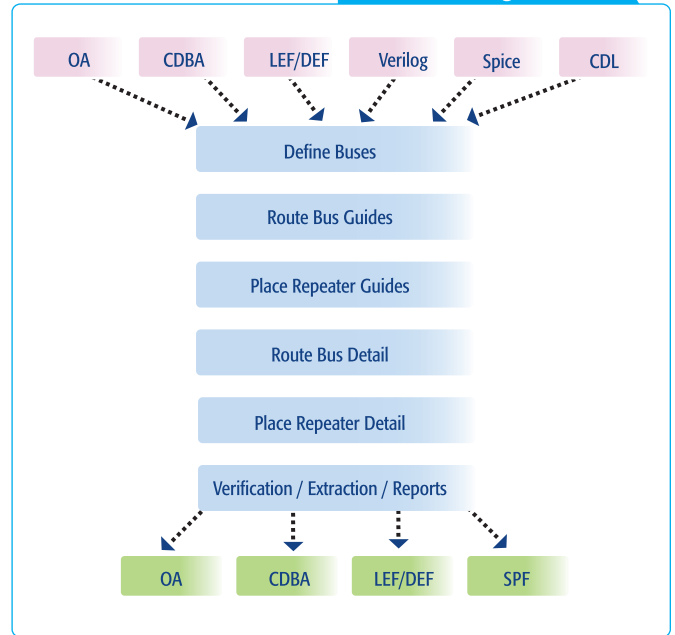 OA CDBA LEF/DEF Verilog Spice CDL
Define Buses
Route Bus Guides
Place Repeater Guides
Route Bus Detail
Place Repeater Detail
Verification / Extraction / Reports
OA CDBA LEF/DEF SPF